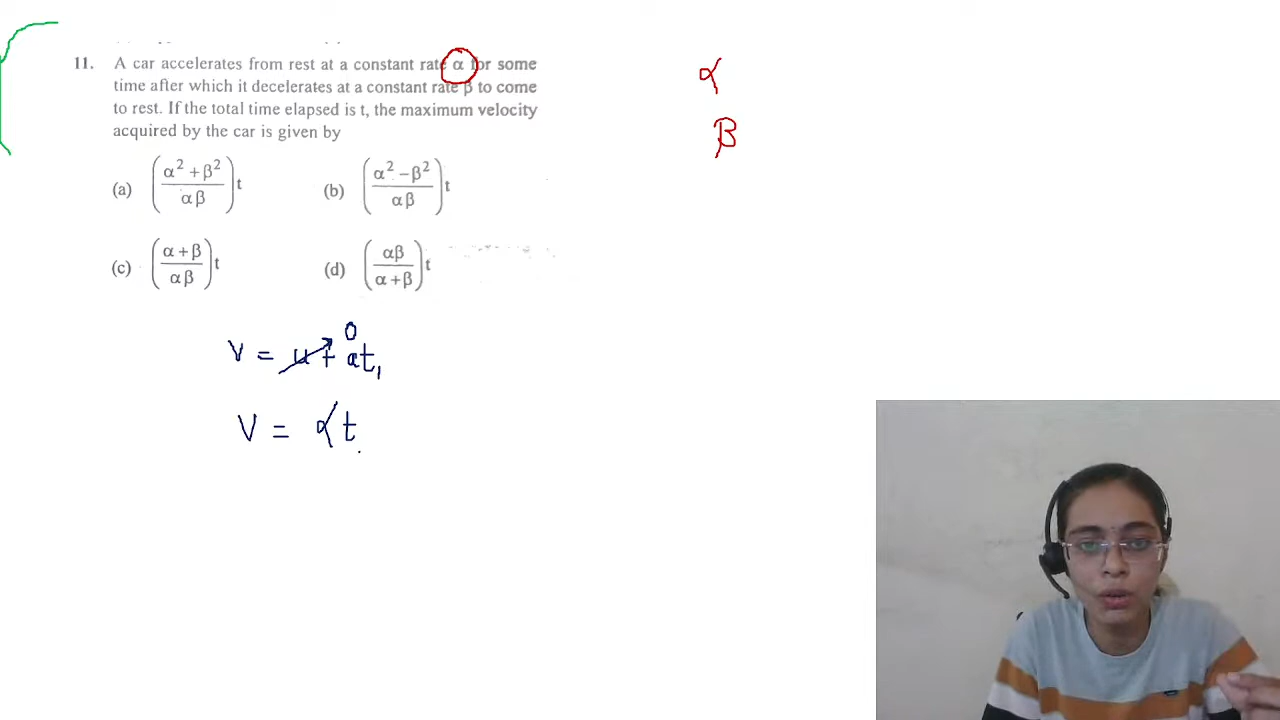 11. A car accelerates from rest at a constant rate α for some
time after which it decelerates at a constant rate β to come
to rest. If the total time elapsed is t, the maximum velocity
acquired by the car is given by
(a) (α² + β² / αβ) t (b) (α² − β² / αβ) t
(c) (α + β / αβ) t (d) (αβ / α + β) t
α
β
0
v = u + at₁
v = αt